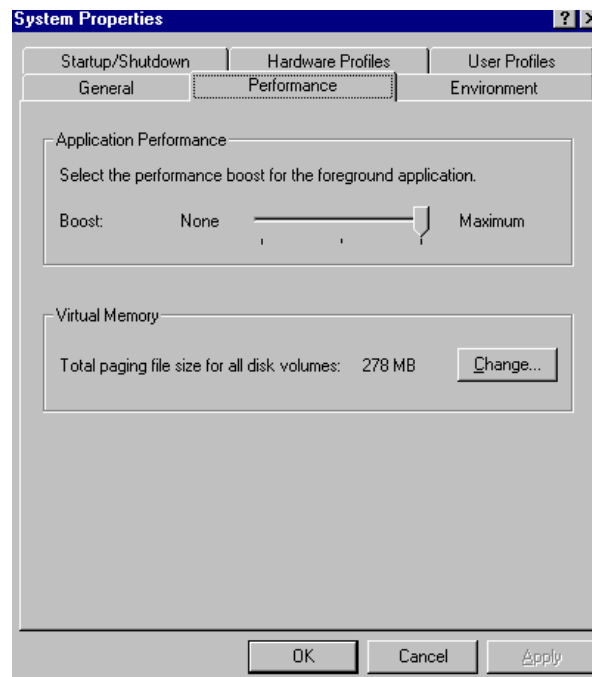 System Properties
Startup/Shutdown Hardware Profiles User Profiles
General Performance Environment
Application Performance
Select the performance boost for the foreground application.
Boost: None Maximum
Virtual Memory
Total paging file size for all disk volumes: 278 MB Change...
OK Cancel Apply